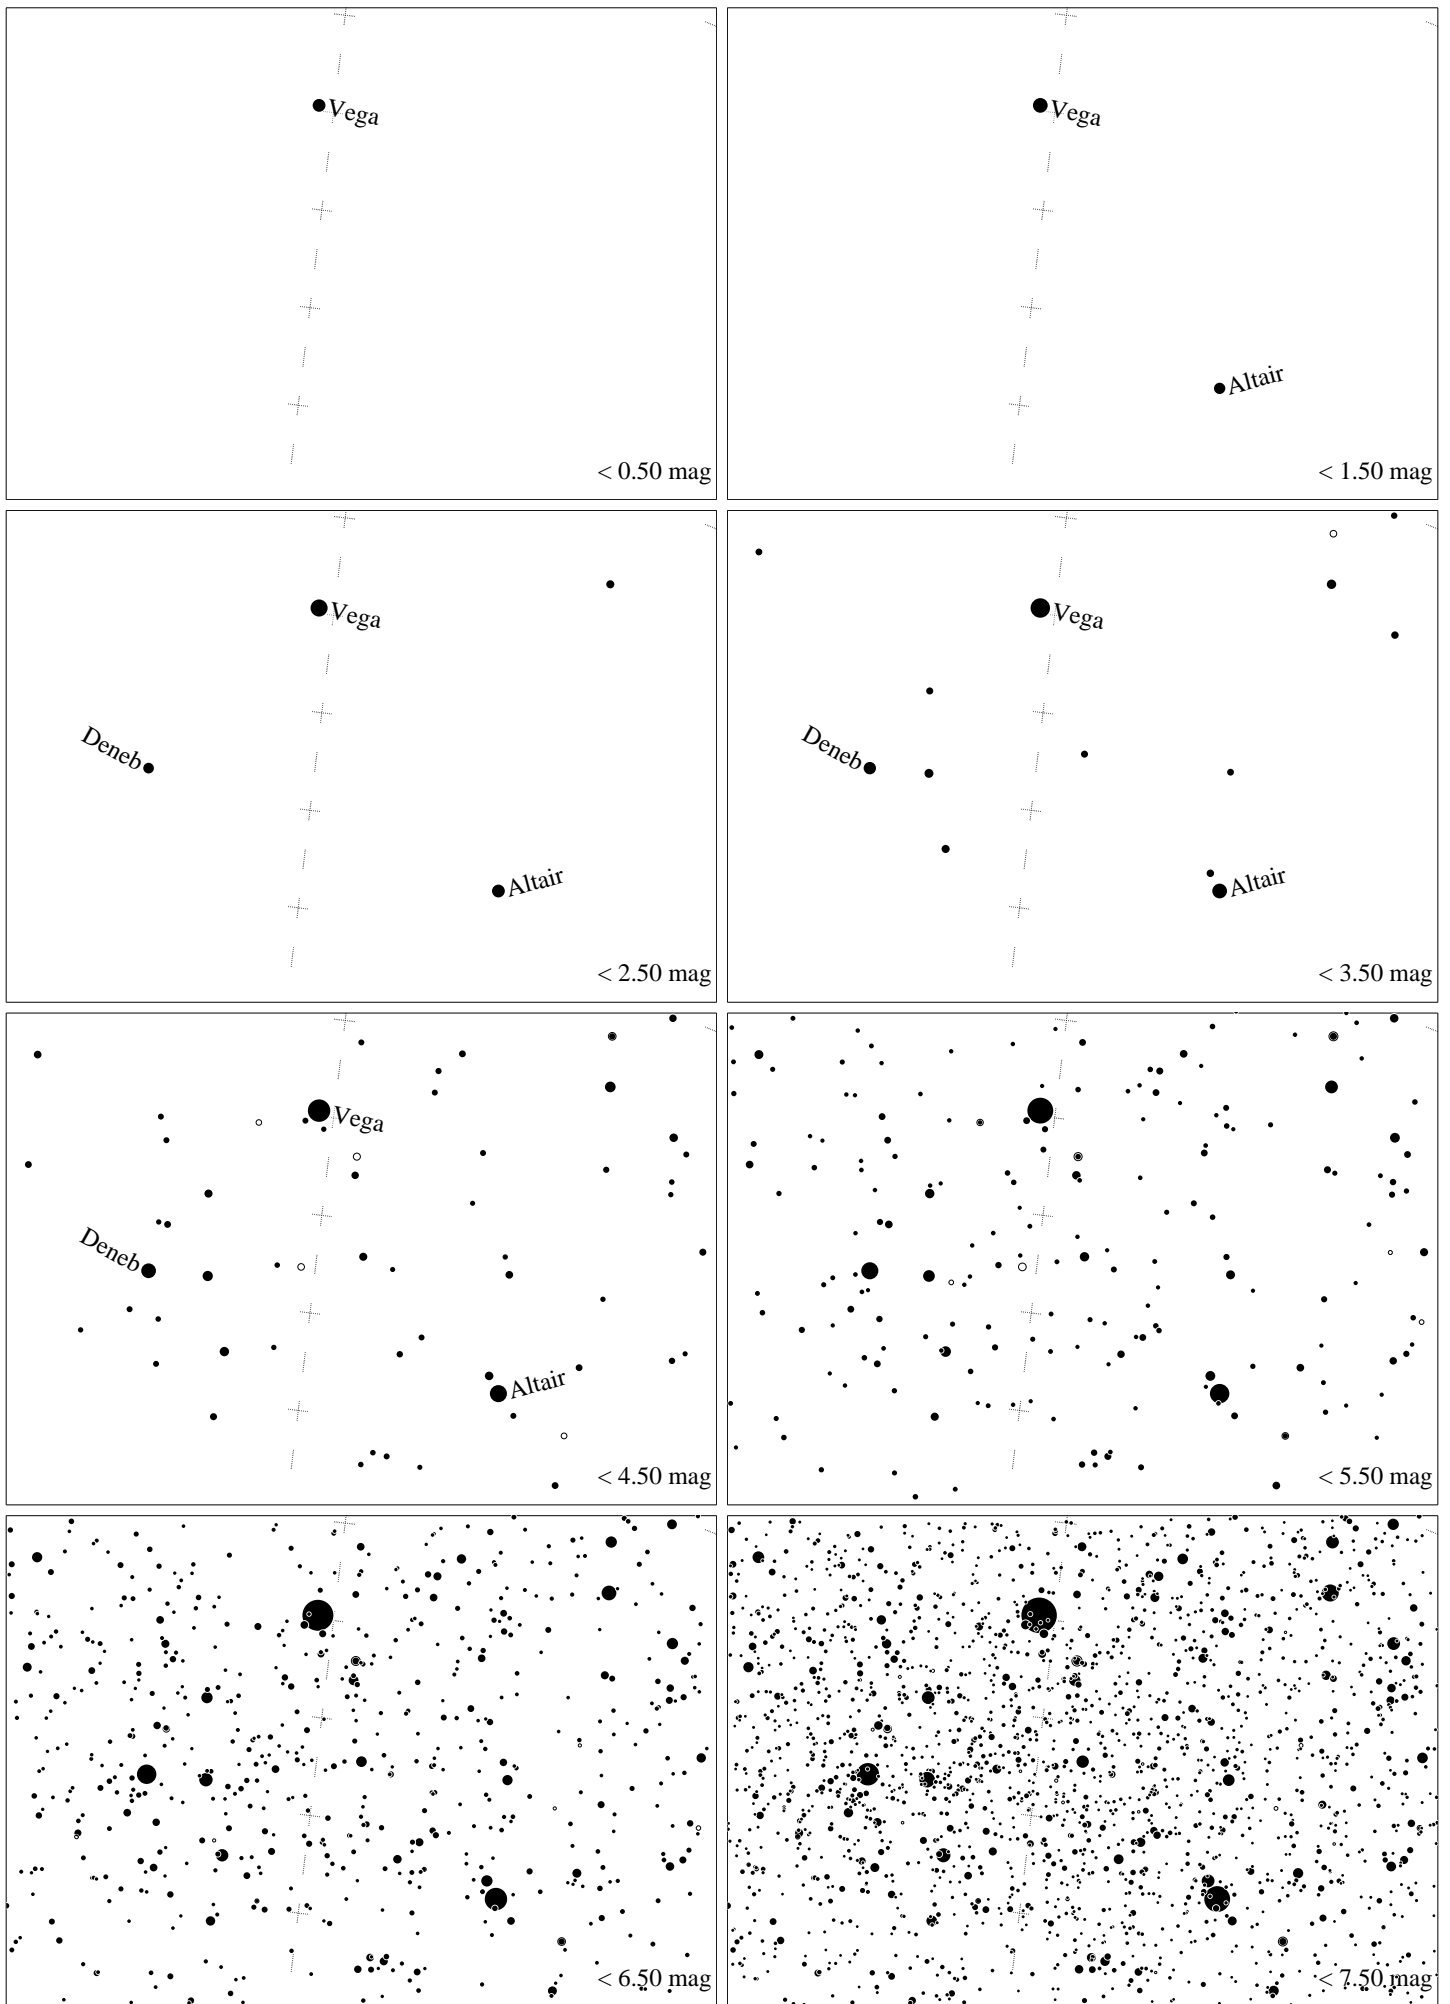 Vega
< 0.50 mag
Vega
Altair
< 1.50 mag
Vega
Deneb
Altair
< 2.50 mag
Vega
Deneb
Altair
< 3.50 mag
Vega
Deneb
Altair
< 4.50 mag
< 5.50 mag
< 6.50 mag
< 7.50 mag